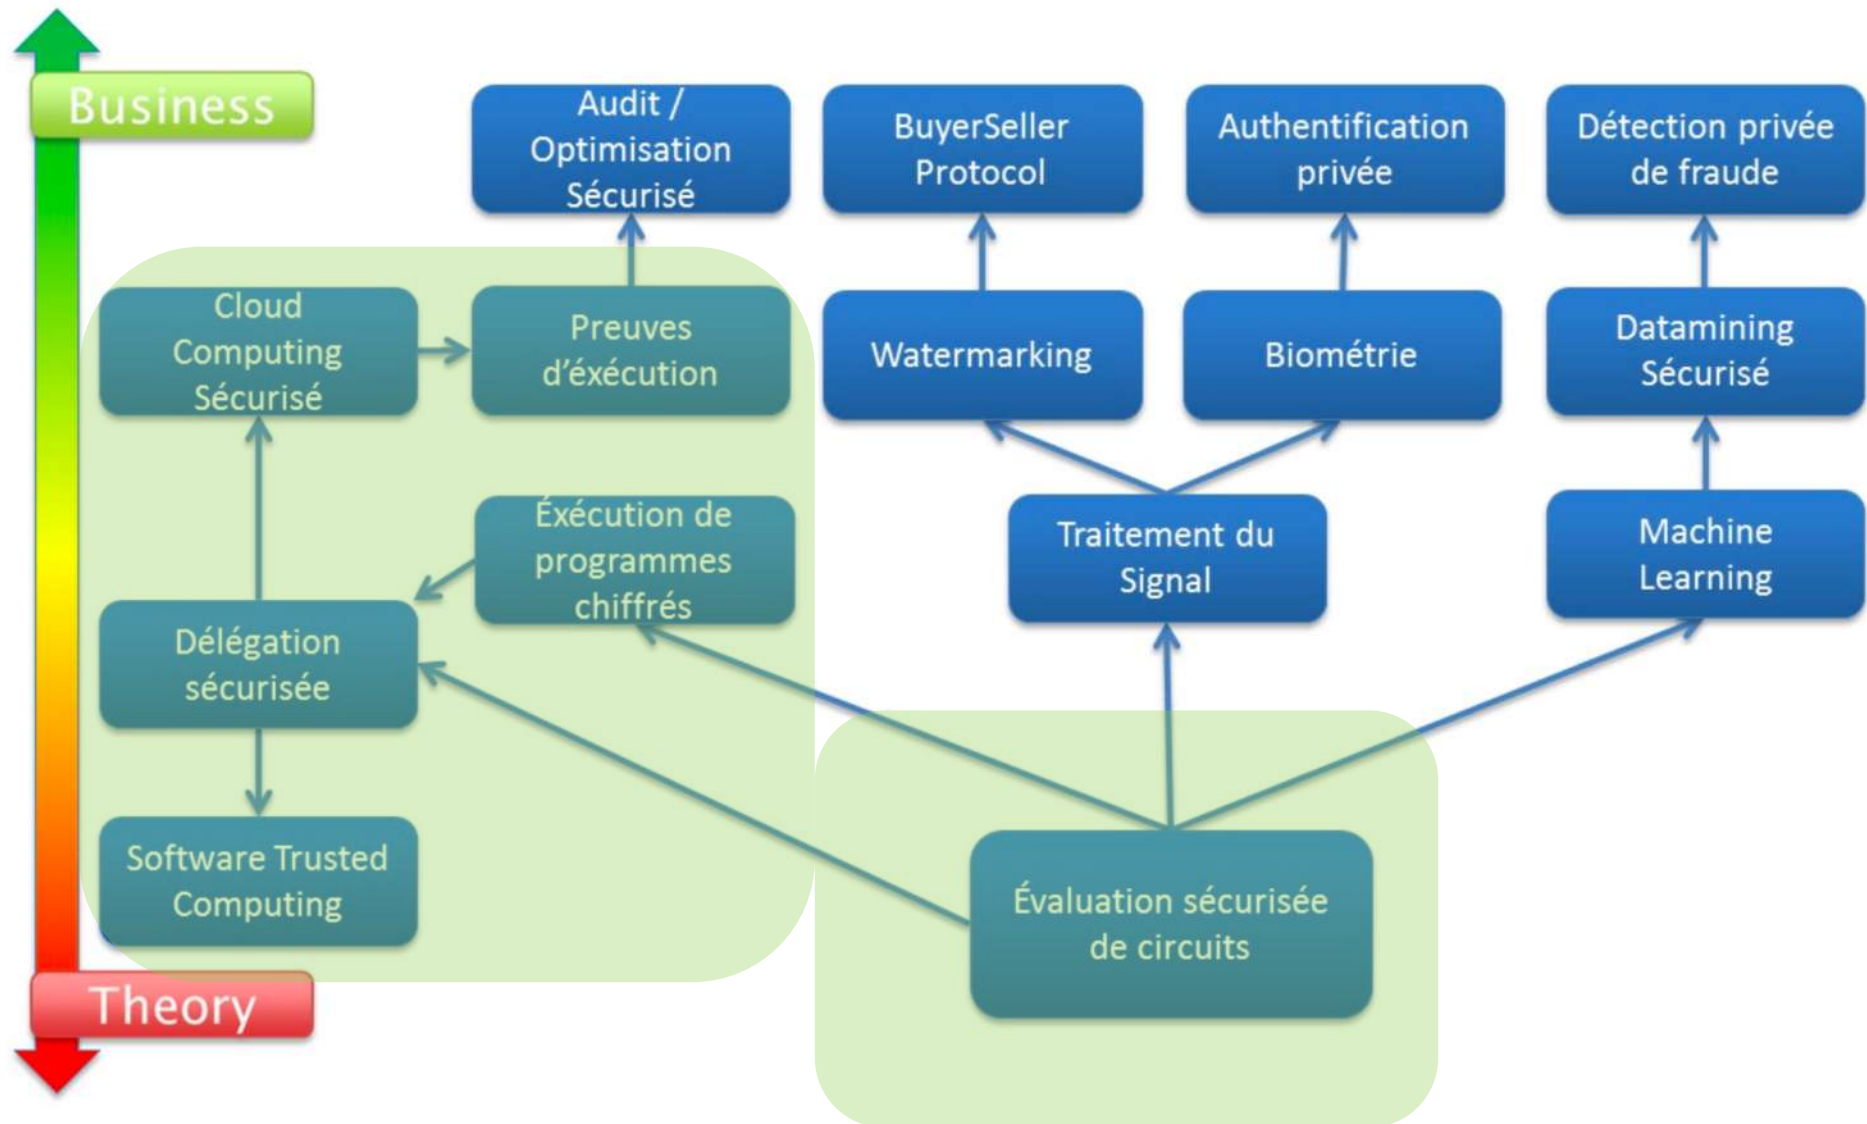 Business
Audit /
Optimisation
Sécurisé
BuyerSeller
Protocol
Authentification
privée
Détection privée
de fraude
Cloud
Computing
Sécurisé
Preuves
d'éxécution
Watermarking
Biométrie
Datamining
Sécurisé
Éxécution de
programmes
chiffrés
Traitement du
Signal
Machine
Learning
Délégation
sécurisée
Software Trusted
Computing
Évaluation sécurisée
de circuits
Theory